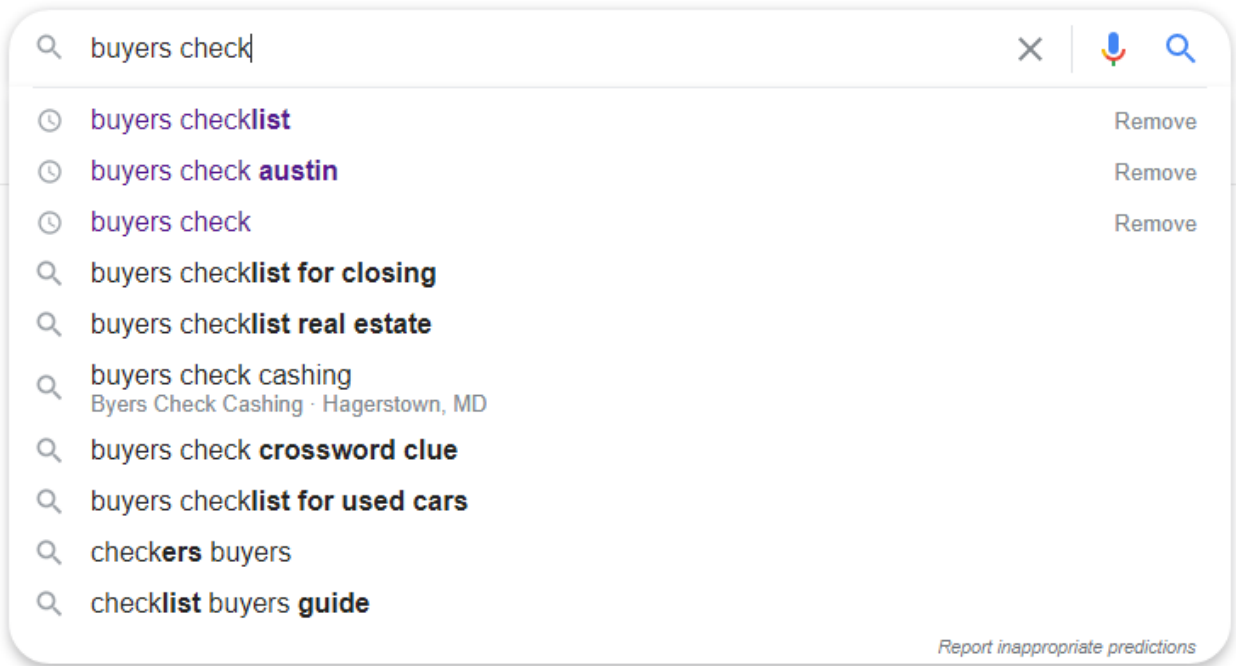 buyers check
buyers checklist
Remove
buyers check austin
Remove
buyers check
Remove
buyers checklist for closing
buyers checklist real estate
buyers check cashing
Byers Check Cashing · Hagerstown, MD
buyers check crossword clue
buyers checklist for used cars
checkers buyers
checklist buyers guide
Report inappropriate predictions